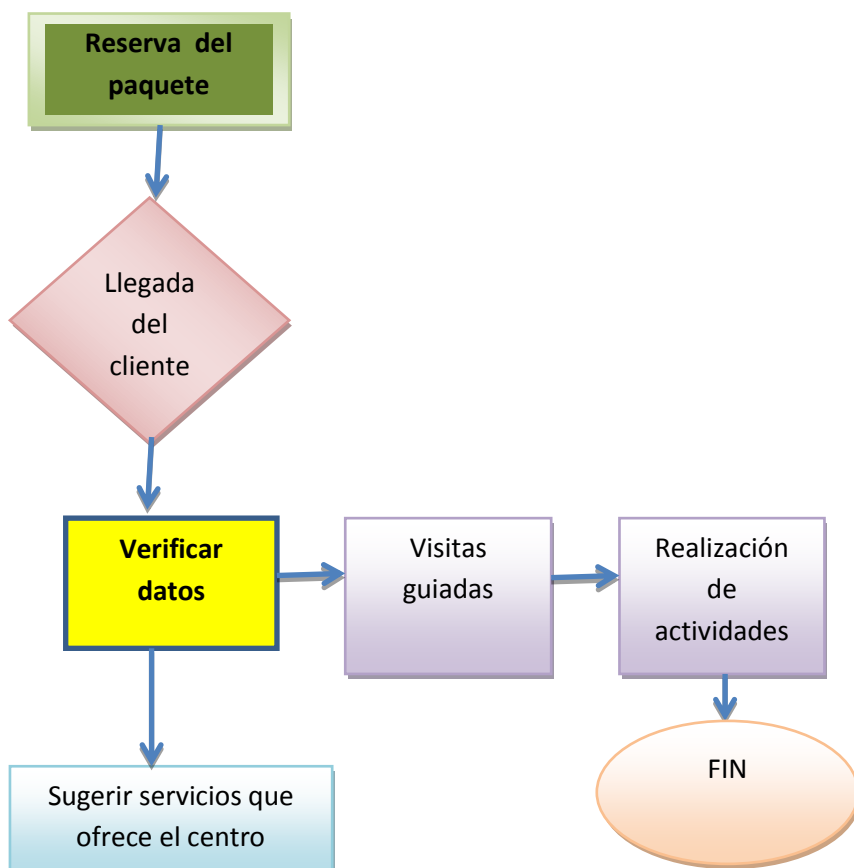 Reserva del
paquete
Llegada
del
cliente
Verificar
datos
Visitas
guiadas
Realización
de
actividades
Sugerir servicios que
ofrece el centro
FIN